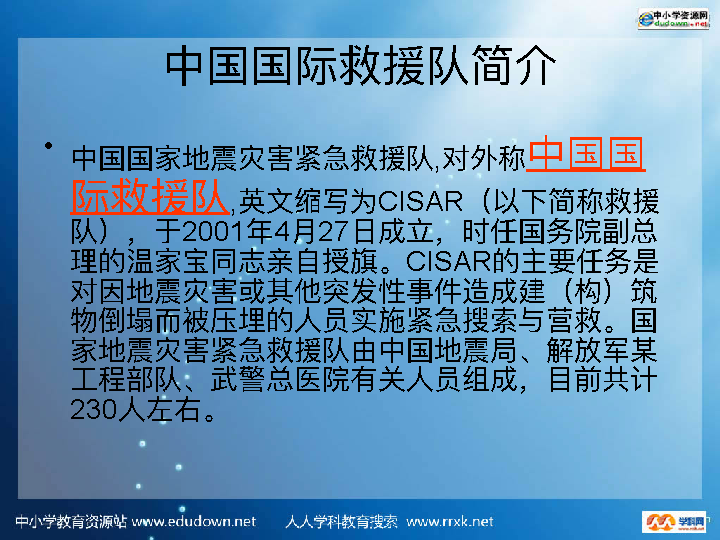 中小学资源网
edudown.net
中国国际救援队简介
• 中国国家地震灾害紧急救援队,对外称中国国
际救援队,英文缩写为CISAR（以下简称救援
队），于2001年4月27日成立，时任国务院副总
理的温家宝同志亲自授旗。CISAR的主要任务是
对因地震灾害或其他突发性事件造成建（构）筑
物倒塌而被压埋的人员实施紧急搜索与营救。国
家地震灾害紧急救援队由中国地震局、解放军某
工程部队、武警总医院有关人员组成，目前共计
230人左右。
中小学教育资源站 www.edudown.net 人人学科教育搜索 www.rrxk.net
学科网